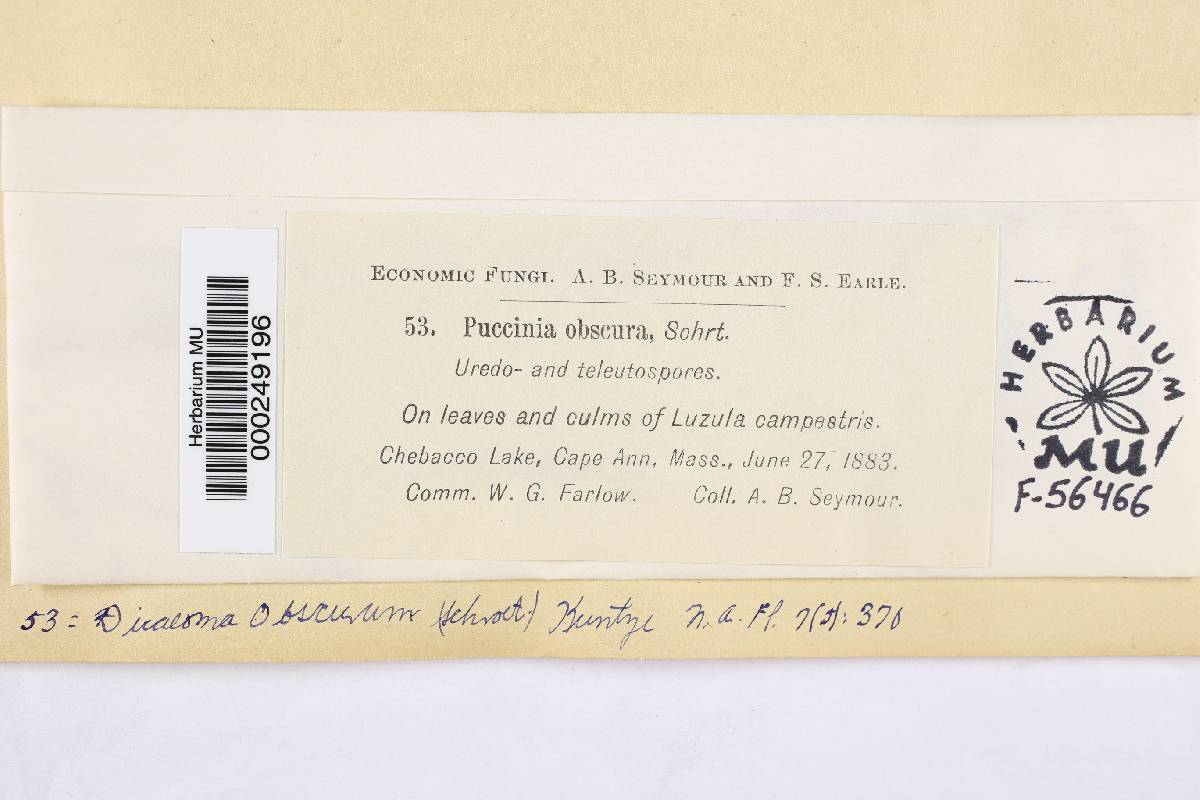 Herbarium MU
000249196
ECONOMIC FUNGI. A. B. SEYMOUR AND F. S. EARLE.
53. Puccinia obscura, Schrt.
Uredo- and teleutospores.
On leaves and culms of Luzula campestris.
Chebacco Lake, Cape Ann, Mass., June 27, 1883.
Comm. W. G. Farlow. Coll. A. B. Seymour.
HERBARIUM
MU
F-56466
53 = Dicaeoma Obscurum (Schroet.) Kuntze N. A. Fl. 7(5): 370